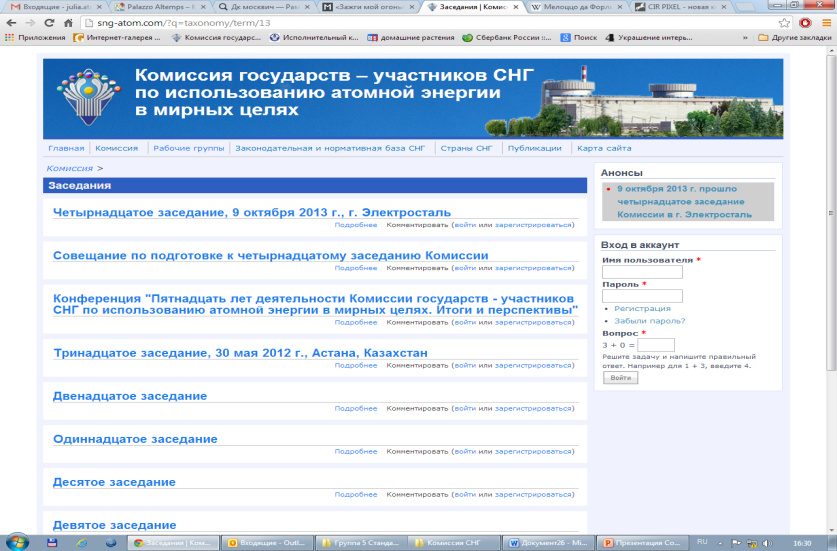 Входящие - julia.at
Palazzo Altemps –
Дк москвич —
«Зажги мой огонь
Заседания | Комис
Мелоццо да Форл
CIR PIXEL - новая к
sng-atom.com/?q=taxonomy/term/13
Приложения Интернет-галерея ... Комиссия государс... Исполнительный к... домашние растения Сбербанк России ::... Поиск Украшение интерь... » Другие закладки
Комиссия государств – участников СНГ
по использованию атомной энергии
в мирных целях
Главная Комиссия Рабочие группы Законодательная и нормативная база СНГ Страны СНГ Публикации Карта сайта
Комиссия >
Заседания
Четырнадцатое заседание, 9 октября 2013 г., г. Электросталь
Подробнее Комментировать (войти или зарегистрироваться)
Совещание по подготовке к четырнадцатому заседанию Комиссии
Подробнее Комментировать (войти или зарегистрироваться)
Конференция "Пятнадцать лет деятельности Комиссии государств - участников
СНГ по использованию атомной энергии в мирных целях. Итоги и перспективы"
Подробнее Комментировать (войти или зарегистрироваться)
Тринадцатое заседание, 30 мая 2012 г., Астана, Казахстан
Подробнее Комментировать (войти или зарегистрироваться)
Двенадцатое заседание
Подробнее Комментировать (войти или зарегистрироваться)
Одиннадцатое заседание
Подробнее Комментировать (войти или зарегистрироваться)
Десятое заседание
Подробнее Комментировать (войти или зарегистрироваться)
Девятое заседание
Анонсы
9 октября 2013 г. прошло
четырнадцатое заседание
Комиссии в г. Электросталь
Вход в аккаунт
Имя пользователя *
Пароль *
Регистрация
Забыли пароль?
Вопрос *
3 + 0 =
Решите задачу и напишите правильный
ответ. Например для 1 + 3, введите 4.
Войти
Заседания | Ком... Входящие - Outl... Группа 5 Станда... Комиссия СНГ Документ26 - Mi... Презентация Co... RU 16:30